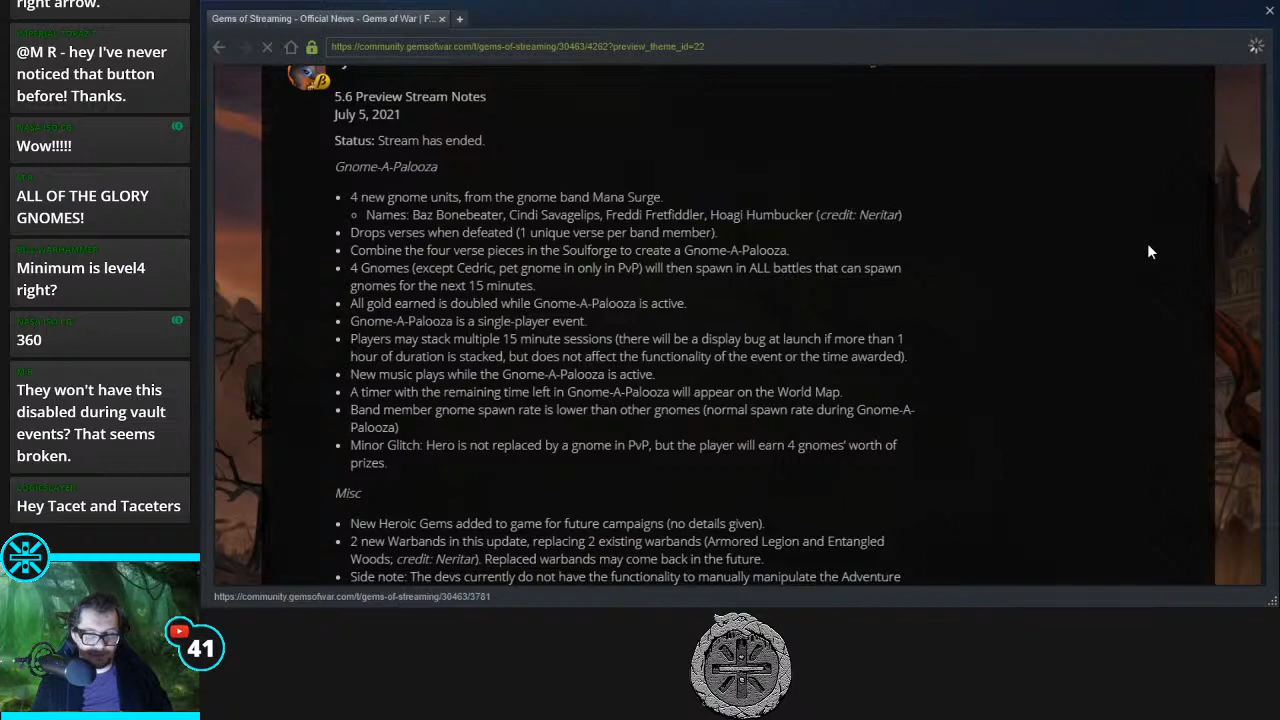 right arrow.
@M R - hey I've never
noticed that button
before! Thanks.
NASA ISO CG
Wow!!!!!
M R
ALL OF THE GLORY
GNOMES!
Minimum is level4
right?
NASA ISO CG
360
M R
They won't have this
disabled during vault
events? That seems
broken.
Hey Tacet and Taceters
41
Gems of Streaming - Official News - Gems of War | F...
https://community.gemsofwar.com/t/gems-of-streaming/30463/4262?preview_theme_id=22
5.6 Preview Stream Notes
July 5, 2021
Status: Stream has ended.
Gnome-A-Palooza
4 new gnome units, from the gnome band Mana Surge.
Names: Baz Bonebeater, Cindi Savagelips, Freddi Fretfiddler, Hoagi Humbucker (credit: Neritar)
Drops verses when defeated (1 unique verse per band member).
Combine the four verse pieces in the Soulforge to create a Gnome-A-Palooza.
4 Gnomes (except Cedric, pet gnome in only in PvP) will then spawn in ALL battles that can spawn
gnomes for the next 15 minutes.
All gold earned is doubled while Gnome-A-Palooza is active.
Gnome-A-Palooza is a single-player event.
Players may stack multiple 15 minute sessions (there will be a display bug at launch if more than 1
hour of duration is stacked, but does not affect the functionality of the event or the time awarded).
New music plays while the Gnome-A-Palooza is active.
A timer with the remaining time left in Gnome-A-Palooza will appear on the World Map.
Band member gnome spawn rate is lower than other gnomes (normal spawn rate during Gnome-A-
Palooza)
Minor Glitch: Hero is not replaced by a gnome in PvP, but the player will earn 4 gnomes' worth of
prizes.
Misc
New Heroic Gems added to game for future campaigns (no details given).
2 new Warbands in this update, replacing 2 existing warbands (Armored Legion and Entangled
Woods; credit: Neritar). Replaced warbands may come back in the future.
Side note: The devs currently do not have the functionality to manually manipulate the Adventure
https://community.gemsofwar.com/t/gems-of-streaming/30463/3781